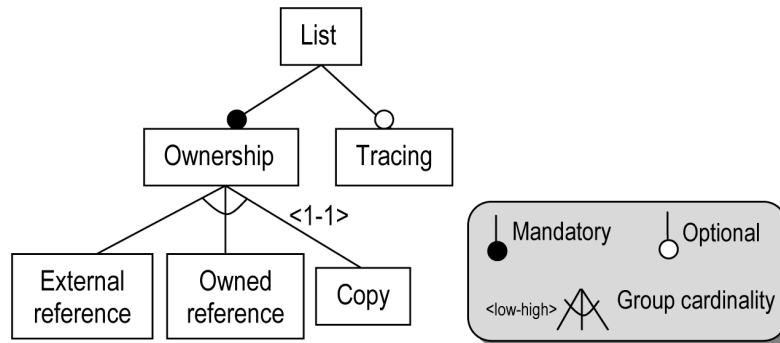 List
Ownership
Tracing
<1-1>
External
reference
Owned
reference
Copy
Mandatory
Optional
<low-high>
Group cardinality